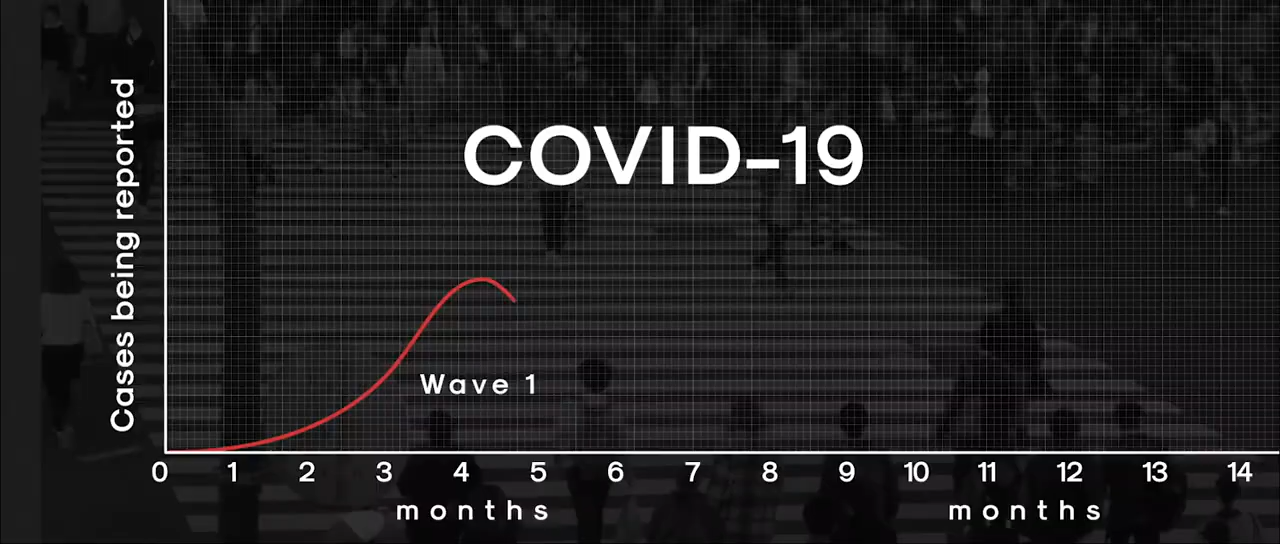 COVID-19
Cases being reported
Wave 1
0 1 2 3 4 5 6 7 8 9 10 11 12 13 14
months months